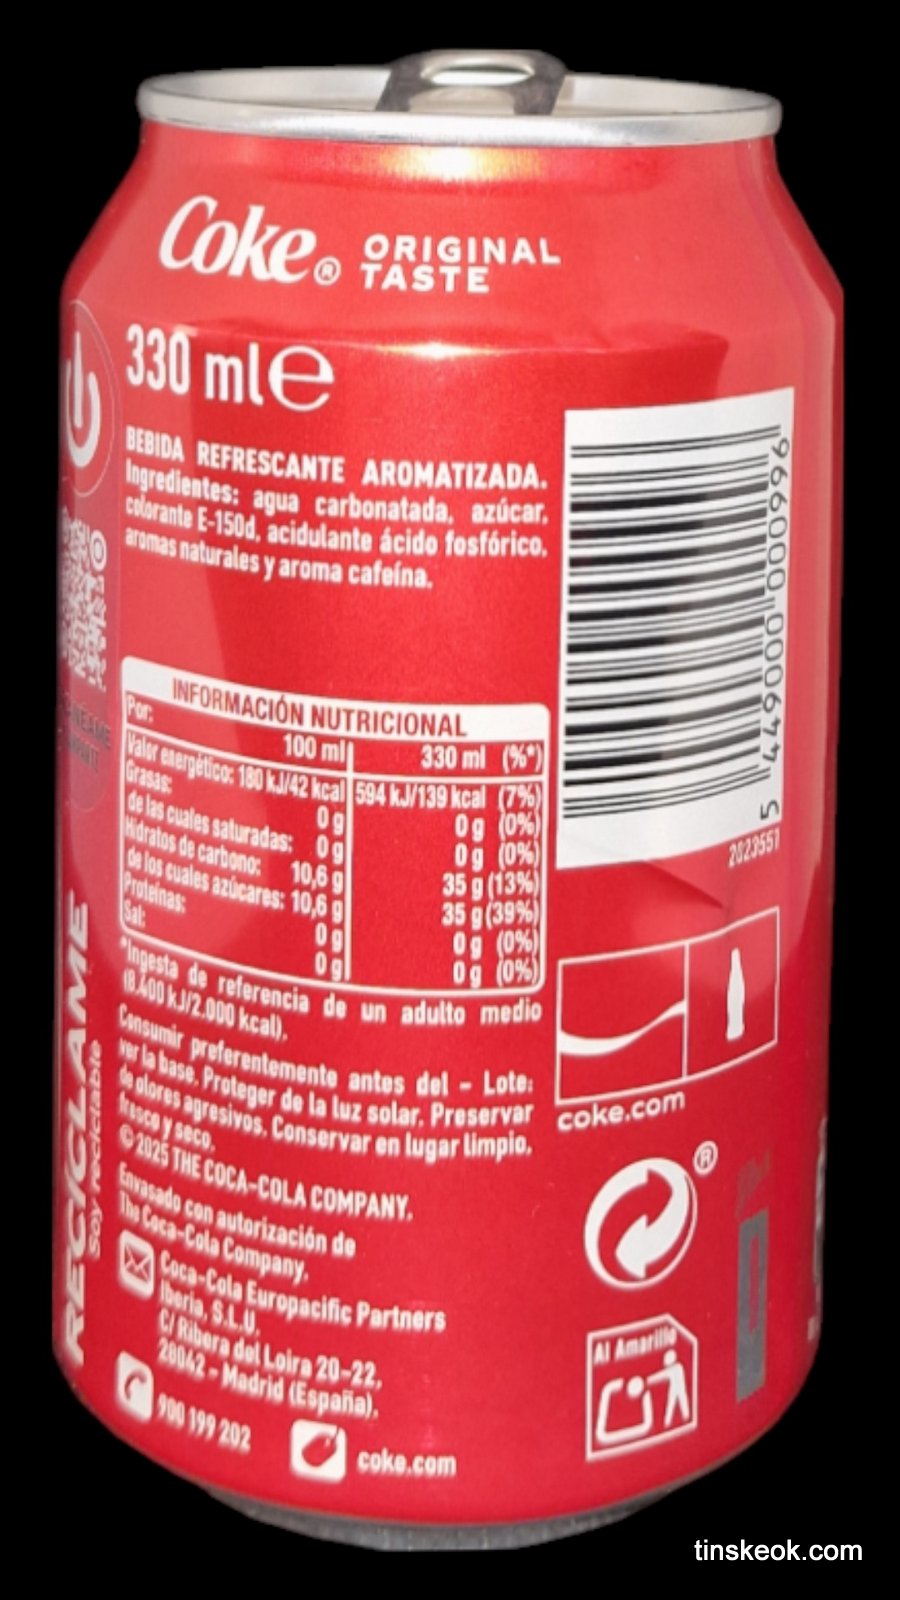 Coke® ORIGINAL
TASTE
330 ml ℮
BEBIDA REFRESCANTE AROMATIZADA.
Ingredientes: agua carbonatada, azúcar,
colorante E-150d, acidulante ácido fosfórico,
aromas naturales y aroma cafeína.
INFORMACIÓN NUTRICIONAL
Por: 100 ml 330 ml (%*)
Valor energético: 180 kJ/42 kcal 594 kJ/139 kcal (7%)
Grasas: 0 g 0 g (0%)
de las cuales saturadas: 0 g 0 g (0%)
Hidratos de carbono: 10,6 g 35 g (13%)
de los cuales azúcares: 10,6 g 35 g (39%)
Proteínas: 0 g 0 g (0%)
Sal: 0 g 0 g (0%)
*Ingesta de referencia de un adulto medio
(8.400 kJ/2.000 kcal).
Consumir preferentemente antes del - Lote:
ver la base. Proteger de la luz solar. Preservar
de olores agresivos. Conservar en lugar limpio,
fresco y seco.
© 2025 THE COCA-COLA COMPANY.
Envasado con autorización de
The Coca-Cola Company.
Coca-Cola Europacific Partners
Iberia, S.L.U.
C/ Ribera del Loira 20-22,
28042 - Madrid (España).
900 199 202
coke.com
RECÍCLAME
Soy reciclable
5 449000 000996
2023551
coke.com
®
Al Amarillo
tinskeok.com